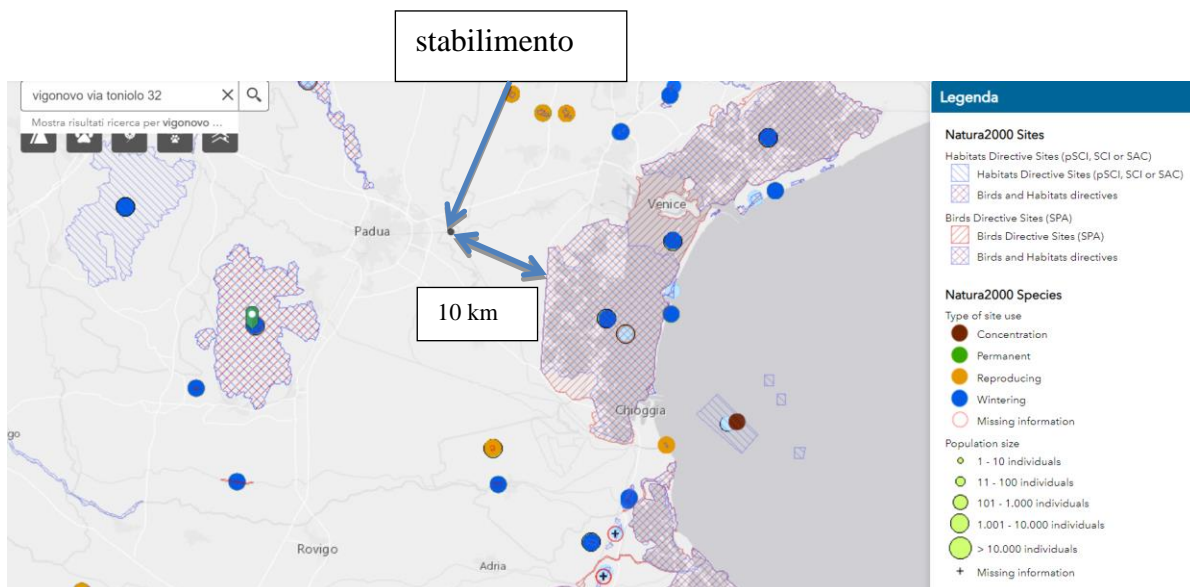 stabilimento
vigonovo via toniolo 32
Mostra risultati ricerca per vigonovo ...
Padua
Venice
10 km
Chioggia
go
Rovigo
Adria
Legenda
Natura2000 Sites
Habitats Directive Sites (pSCI, SCI or SAC)
Habitats Directive Sites (pSCI, SCI or SAC)
Birds and Habitats directives
Birds Directive Sites (SPA)
Birds Directive Sites (SPA)
Birds and Habitats directives
Natura2000 Species
Type of site use
Concentration
Permanent
Reproducing
Wintering
Missing information
Population size
1 - 10 individuals
11 - 100 individuals
101 - 1.000 individuals
1.001 - 10.000 individuals
> 10.000 individuals
+ Missing information